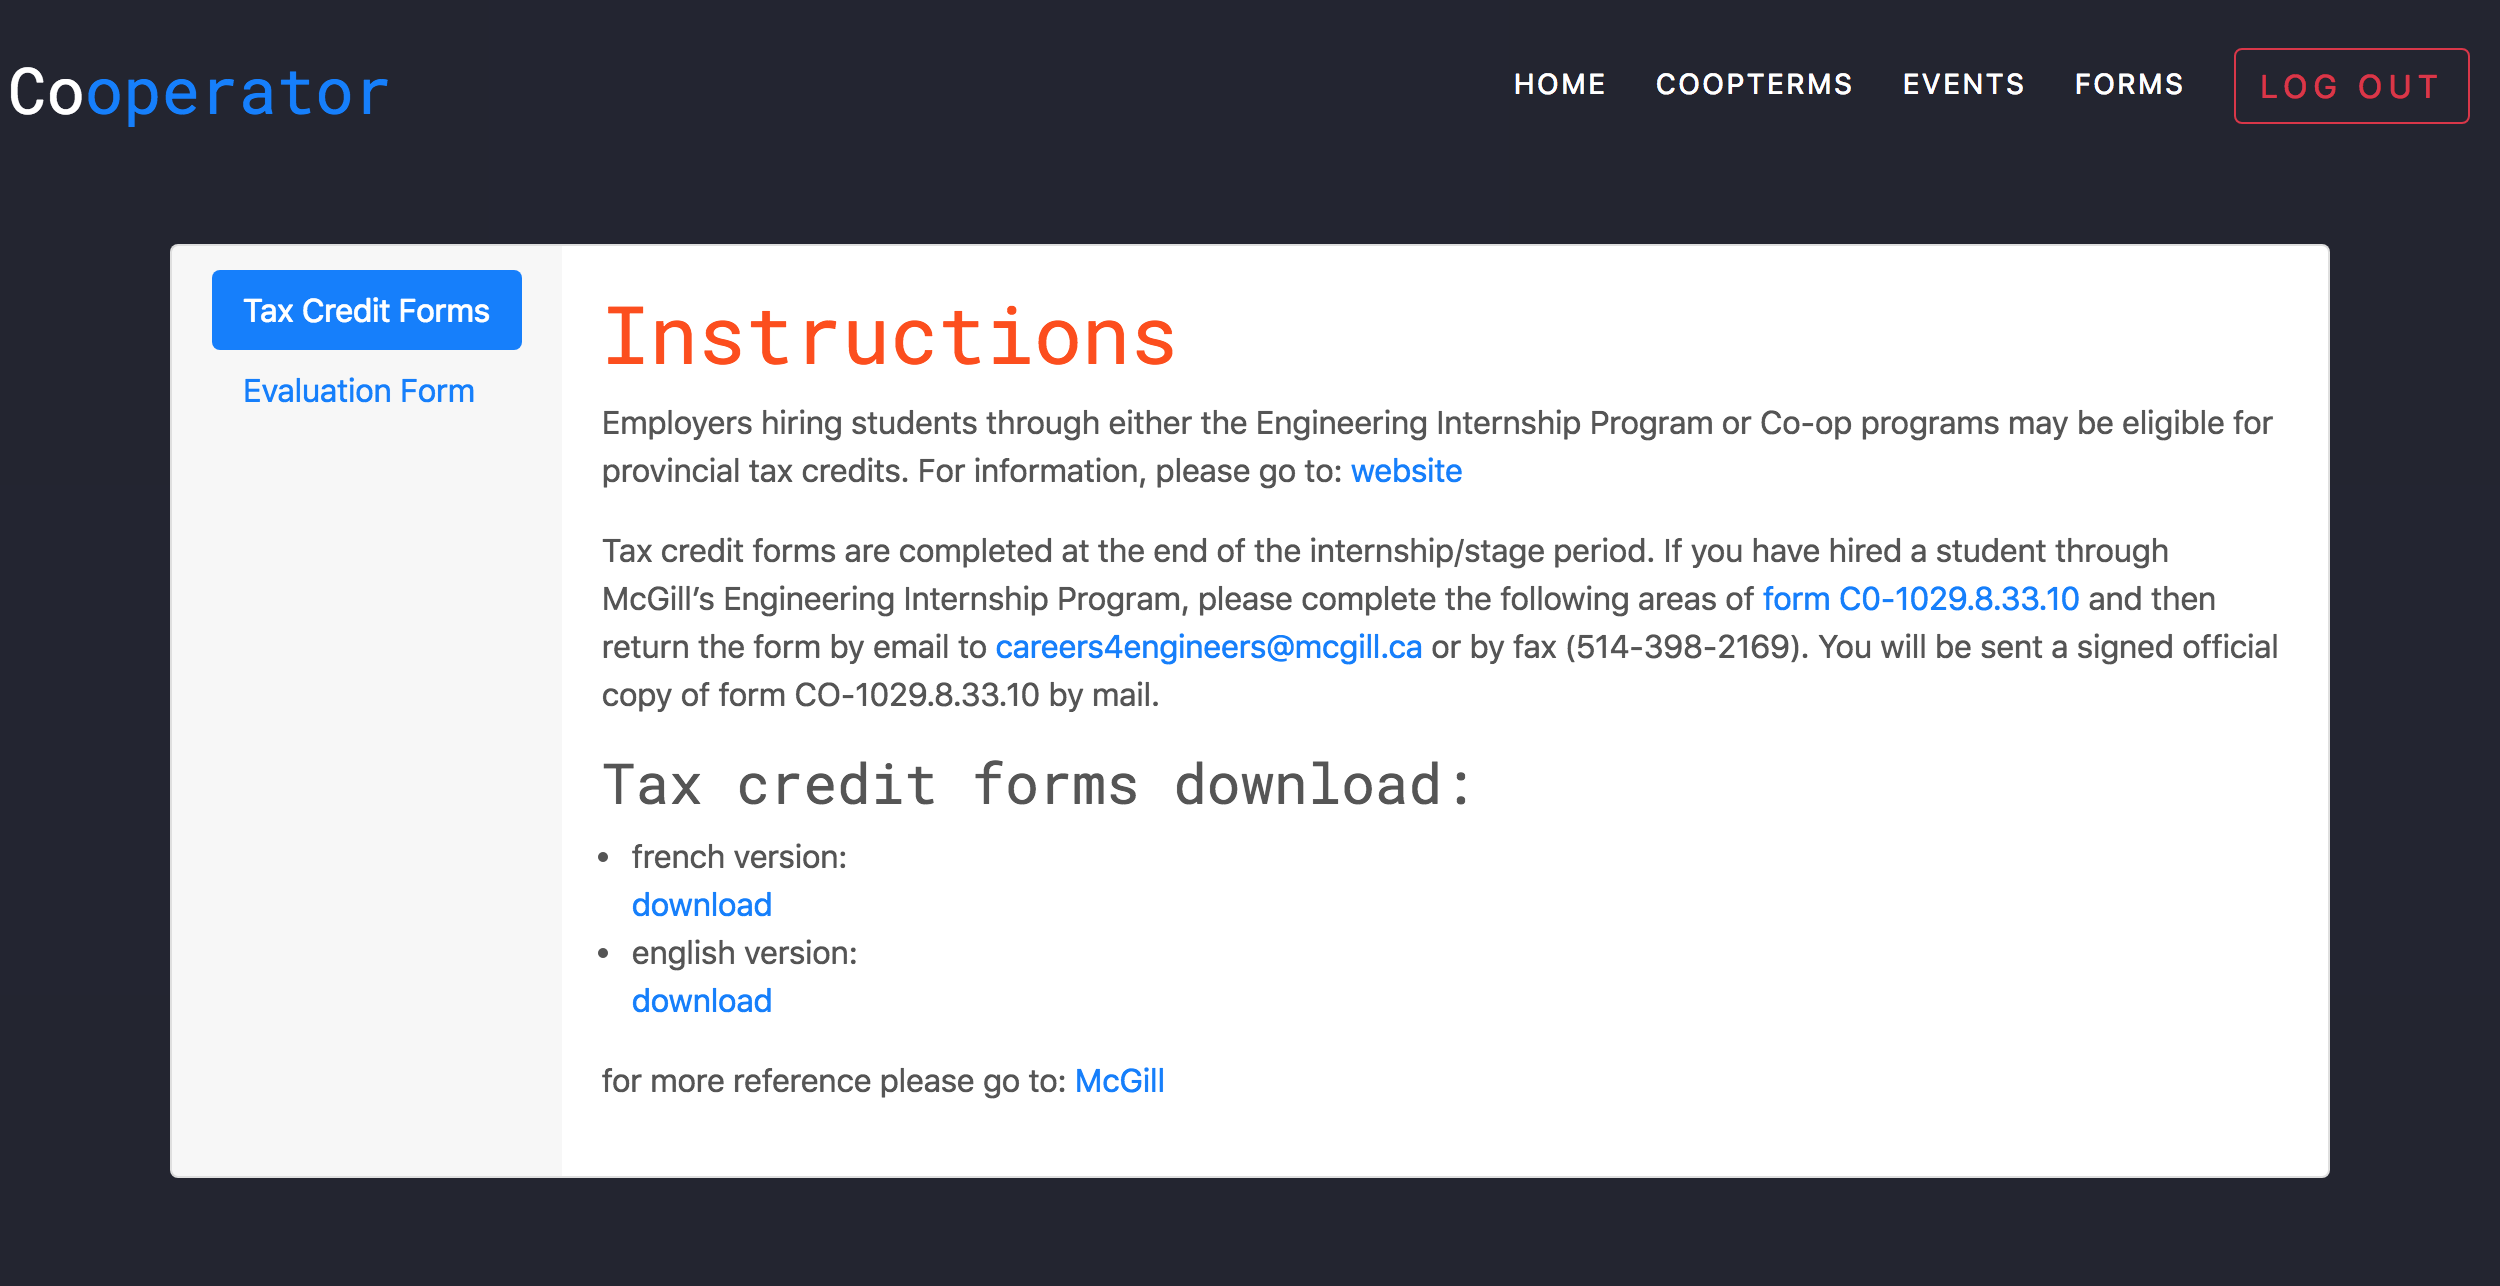 Cooperator
HOME COOPTERMS EVENTS FORMS LOG OUT
Tax Credit Forms
Evaluation Form
Instructions
Employers hiring students through either the Engineering Internship Program or Co-op programs may be eligible for
provincial tax credits. For information, please go to: website
Tax credit forms are completed at the end of the internship/stage period. If you have hired a student through
McGill’s Engineering Internship Program, please complete the following areas of form C0-1029.8.33.10 and then
return the form by email to careers4engineers@mcgill.ca or by fax (514-398-2169). You will be sent a signed official
copy of form CO-1029.8.33.10 by mail.
Tax credit forms download:
• french version:
download
• english version:
download
for more reference please go to: McGill